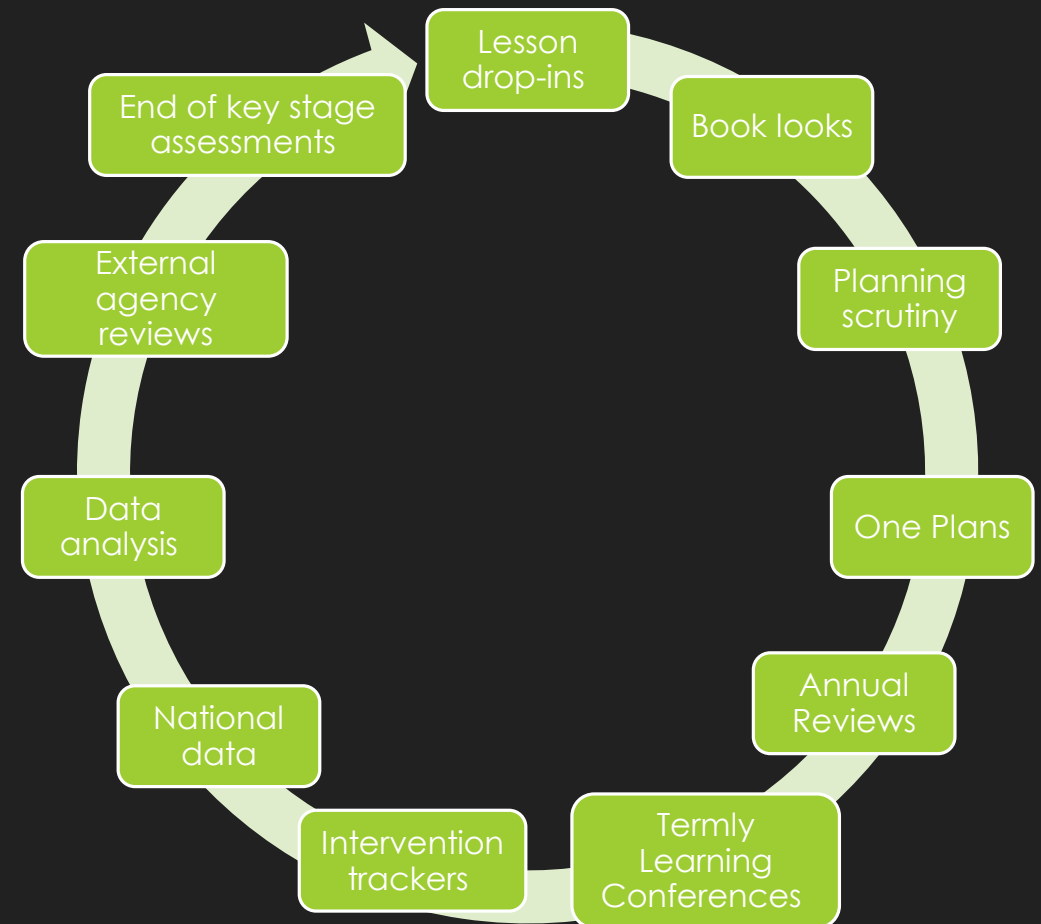 Lesson
drop-ins
Book looks
Planning
scrutiny
One Plans
Annual
Reviews
Termly
Learning
Conferences
Intervention
trackers
National
data
Data
analysis
External
agency
reviews
End of key stage
assessments